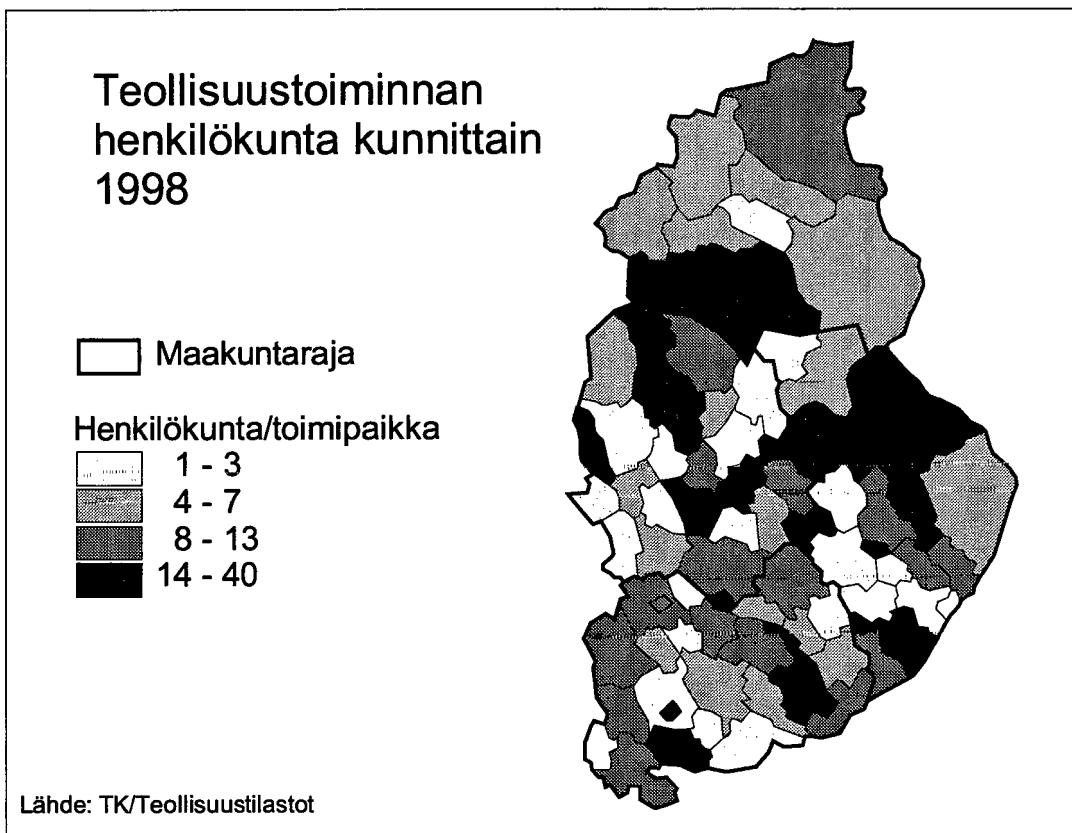 Teollisuustoiminnan
henkilökunta kunnittain
1998
Maakuntaraja
Henkilökunta/toimipaikka
1 - 3
4 - 7
8 - 13
14 - 40
Lähde: TK/Teollisuustilastot